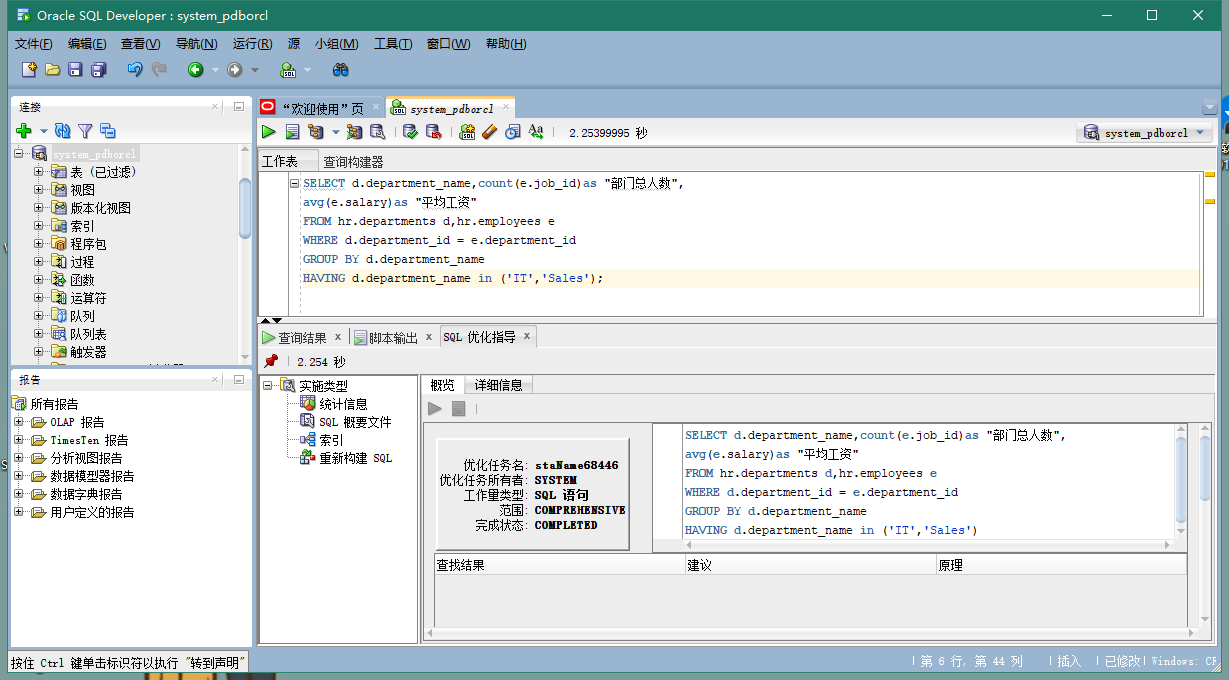 Oracle SQL Developer : system_pdborcl
文件(F) 编辑(E) 查看(V) 导航(N) 运行(R) 源 小组(M) 工具(T) 窗口(W) 帮助(H)
连接
system_pdborcl
表 (已过滤)
视图
版本化视图
索引
程序包
过程
函数
运算符
队列
队列表
触发器
报告
所有报告
OLAP 报告
TimesTen 报告
分析视图报告
数据模型器报告
数据字典报告
用户定义的报告
“欢迎使用”页 system_pdborcl
2.25399995 秒 system_pdborcl
工作表 查询构建器
SELECT d.department_name,count(e.job_id)as "部门总人数",
avg(e.salary)as "平均工资"
FROM hr.departments d,hr.employees e
WHERE d.department_id = e.department_id
GROUP BY d.department_name
HAVING d.department_name in ('IT','Sales');
查询结果 脚本输出 SQL 优化指导
2.254 秒
实施类型
统计信息
SQL 概要文件
索引
重新构建 SQL
概览 详细信息
优化任务名: staName68446
优化任务所有者: SYSTEM
工作量类型: SQL 语句
范围: COMPREHENSIVE
完成状态: COMPLETED
SELECT d.department_name,count(e.job_id)as "部门总人数",
avg(e.salary)as "平均工资"
FROM hr.departments d,hr.employees e
WHERE d.department_id = e.department_id
GROUP BY d.department_name
HAVING d.department_name in ('IT','Sales')
查找结果 建议 原理
按住 Ctrl 键单击标识符以执行 "转到声明" 第 6 行, 第 44 列 插入 已修改 Windows: CF